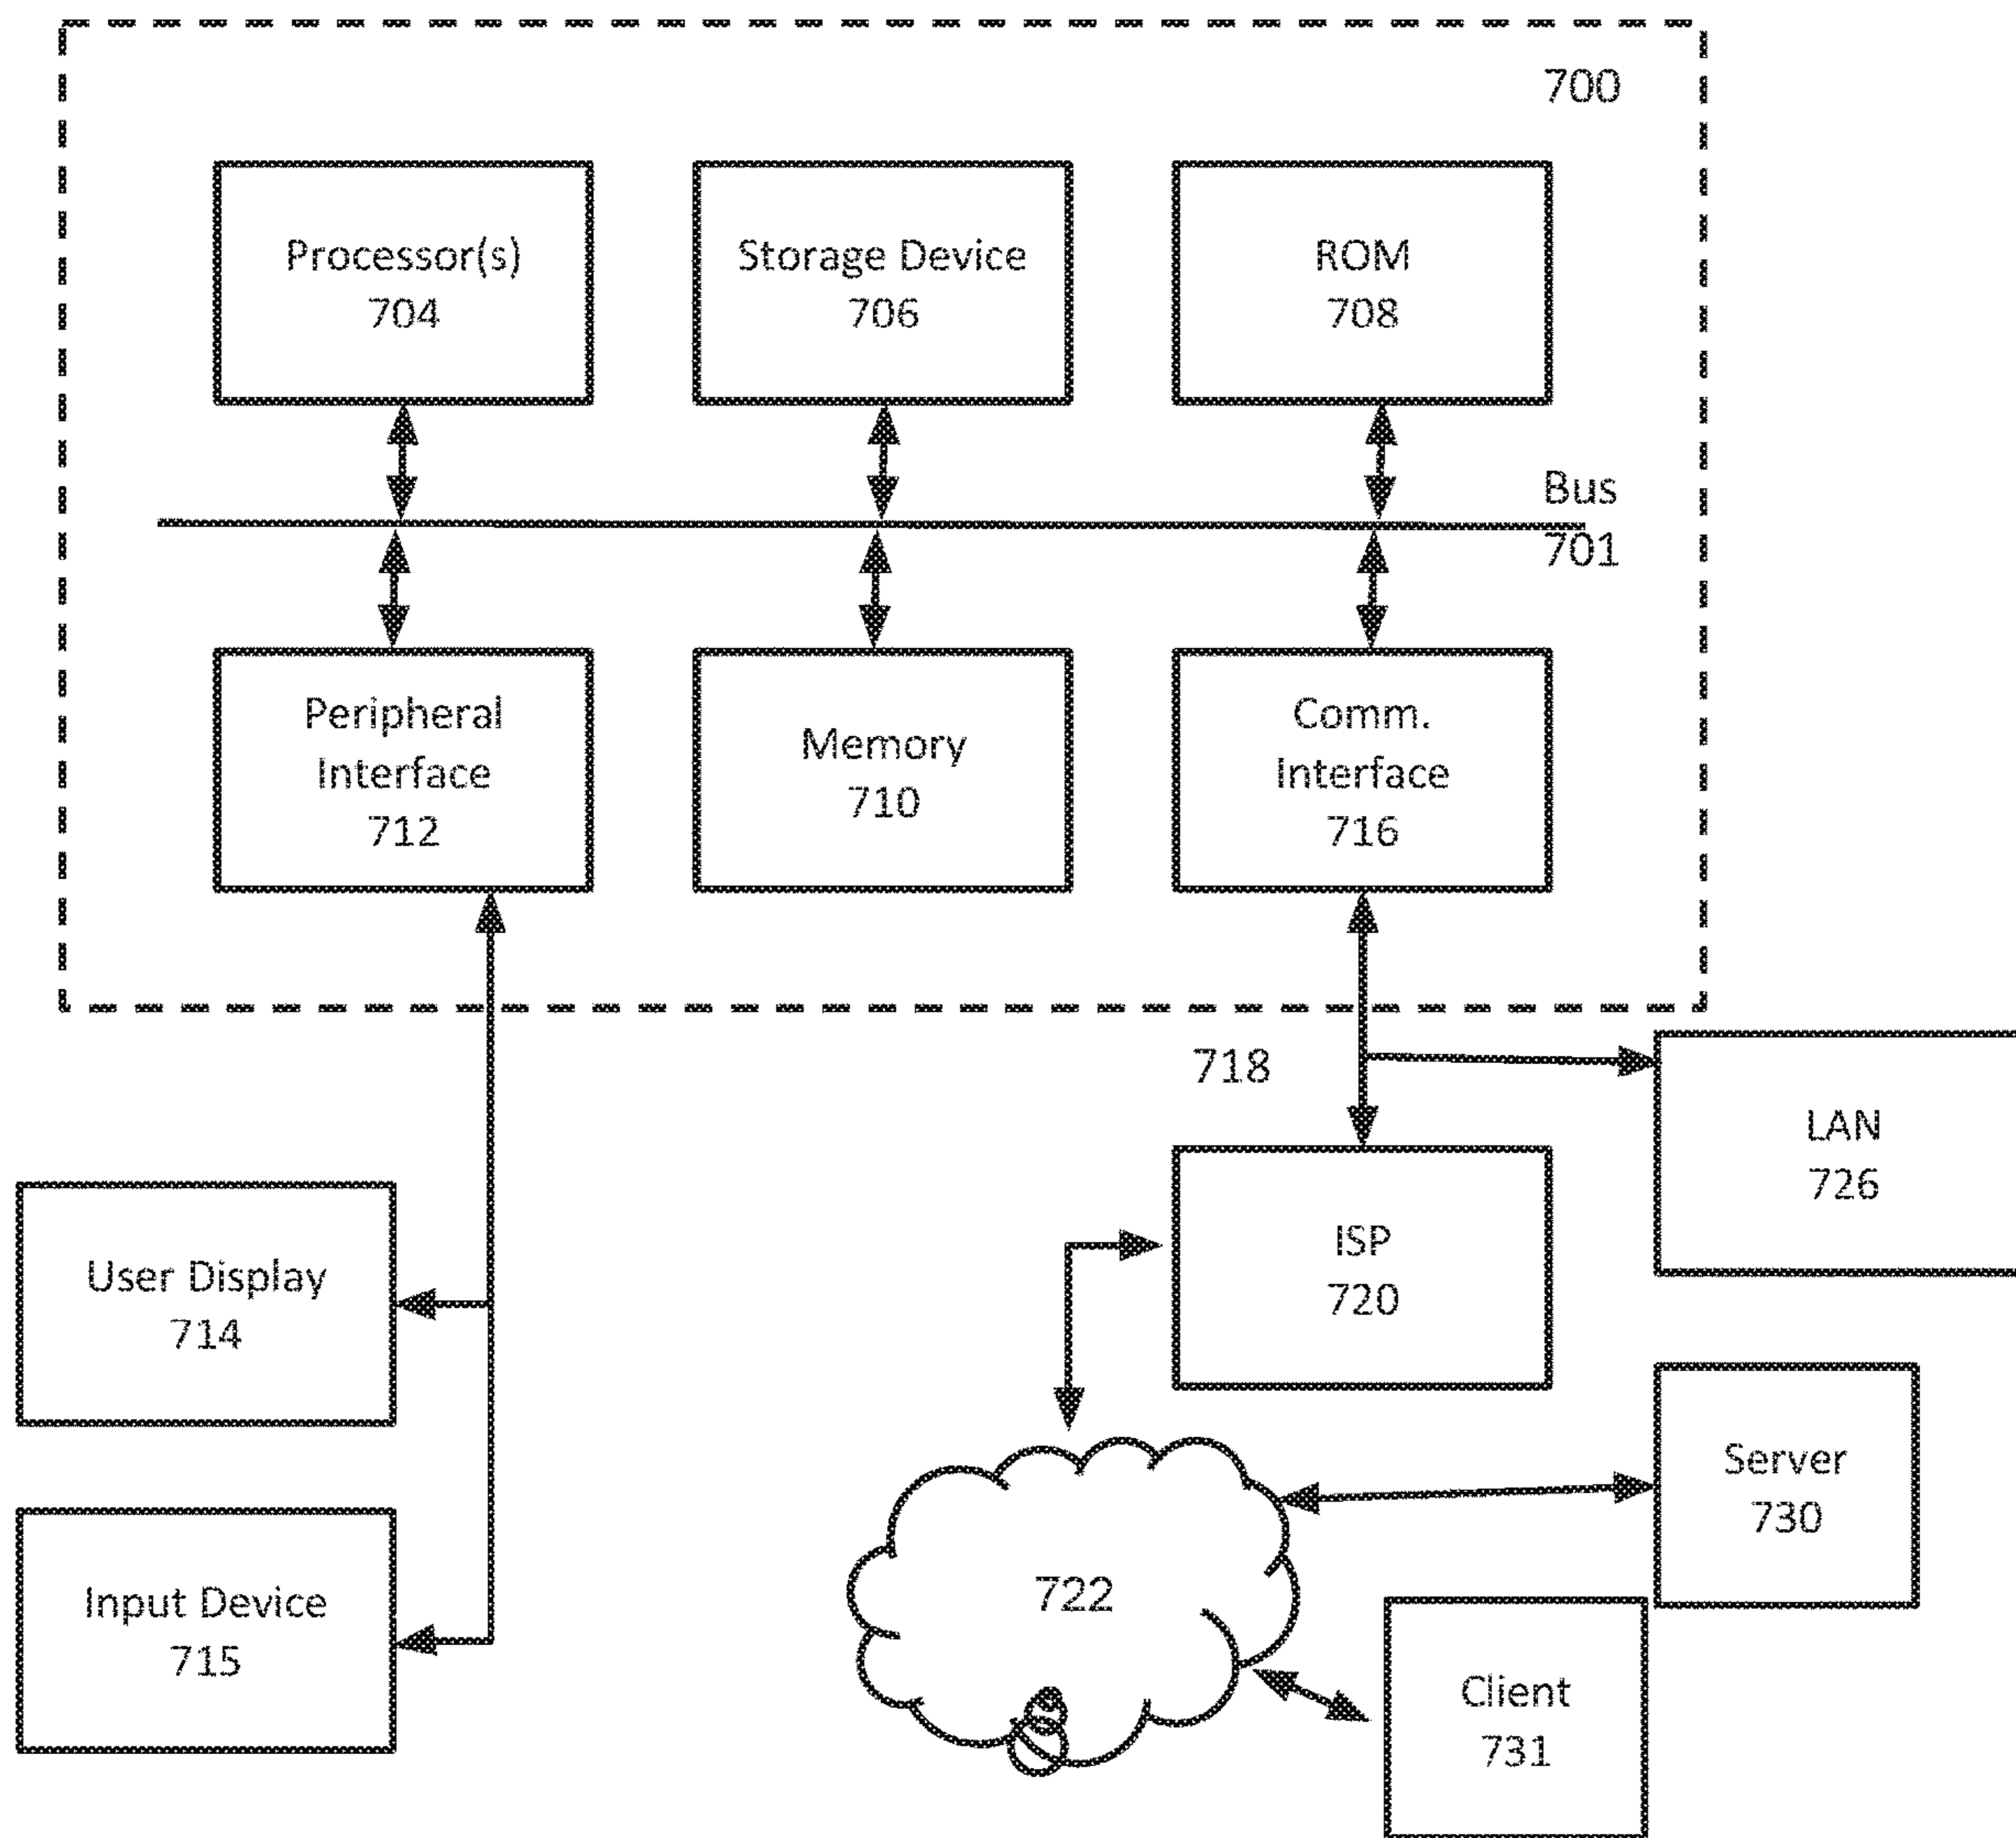 700
Processor(s)
704
Storage Device
706
ROM
708
Bus
701
Peripheral
Interface
712
Memory
710
Comm.
Interface
716
718
LAN
726
User Display
714
ISP
720
Server
730
Input Device
715
722
Client
731